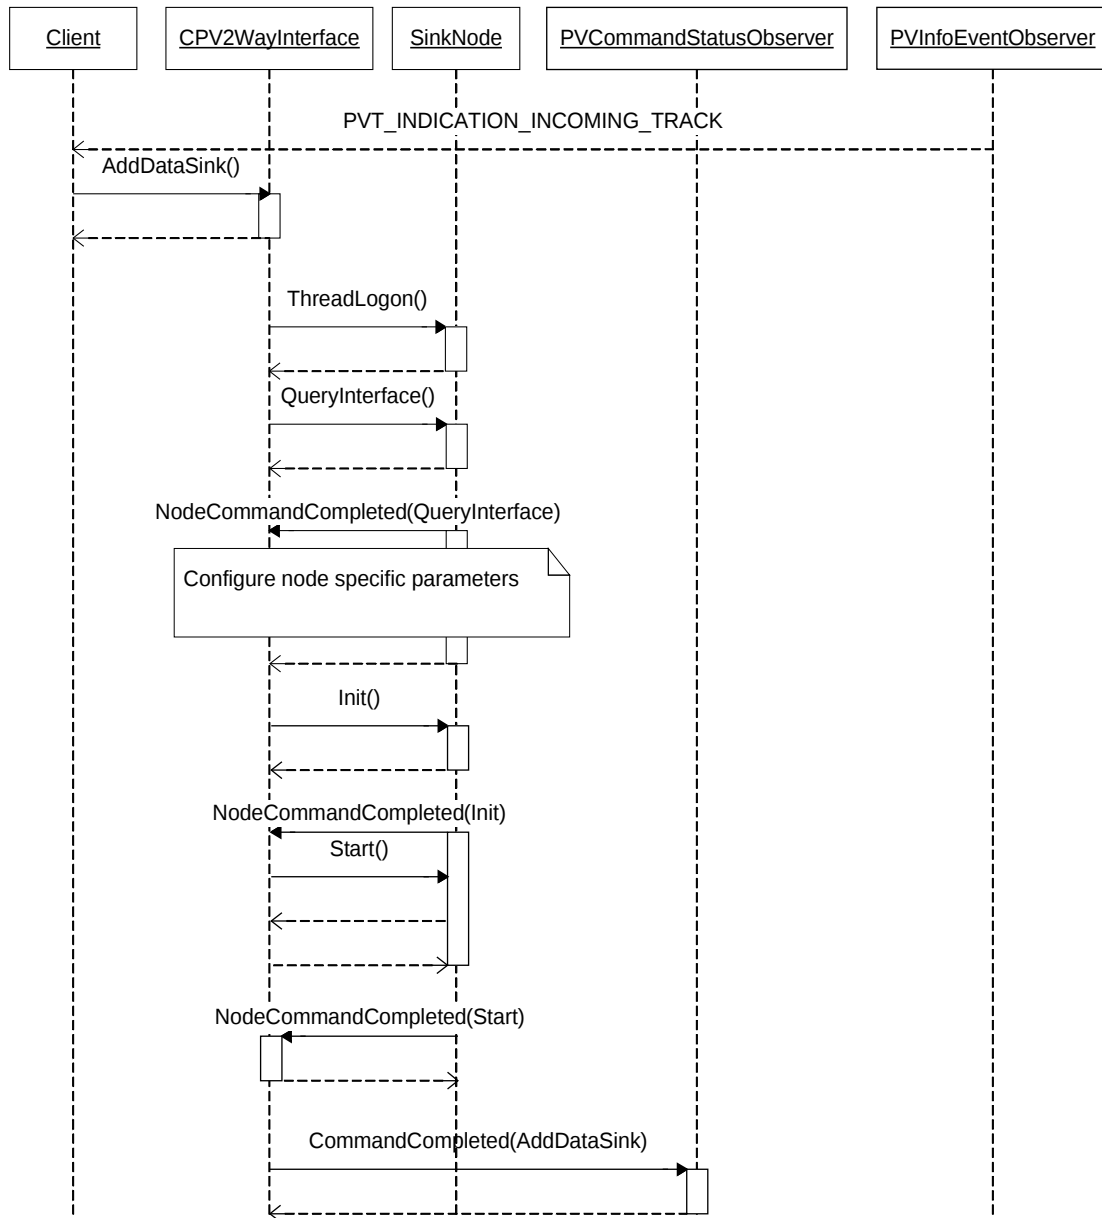 Client
CPV2WayInterface
SinkNode
PVCommandStatusObserver
PVInfoEventObserver
PVT_INDICATION_INCOMING_TRACK
AddDataSink()
ThreadLogon()
QueryInterface()
NodeCommandCompleted(QueryInterface)
Configure node specific parameters
Init()
NodeCommandCompleted(Init)
Start()
NodeCommandCompleted(Start)
CommandCompleted(AddDataSink)